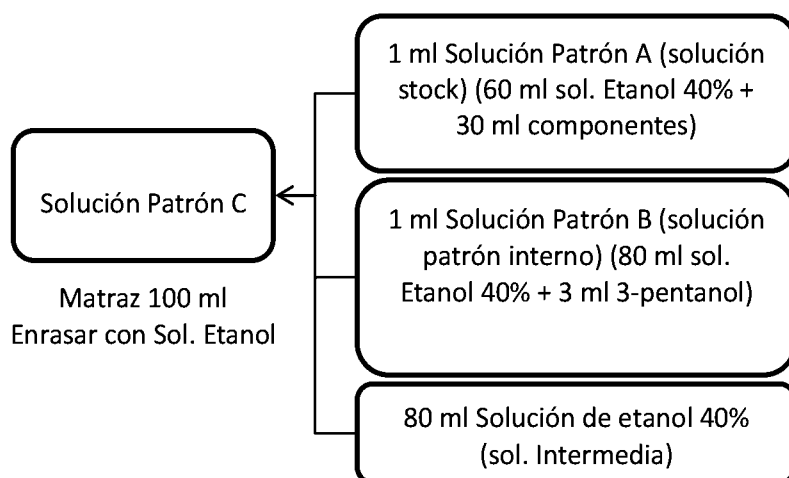 1 ml Solución Patrón A (solución
stock) (60 ml sol. Etanol 40% +
30 ml componentes)
Solución Patrón C
Matraz 100 ml
Enrasar con Sol. Etanol
1 ml Solución Patrón B (solución
patrón interno) (80 ml sol.
Etanol 40% + 3 ml 3-pentanol)
80 ml Solución de etanol 40%
(sol. Intermedia)